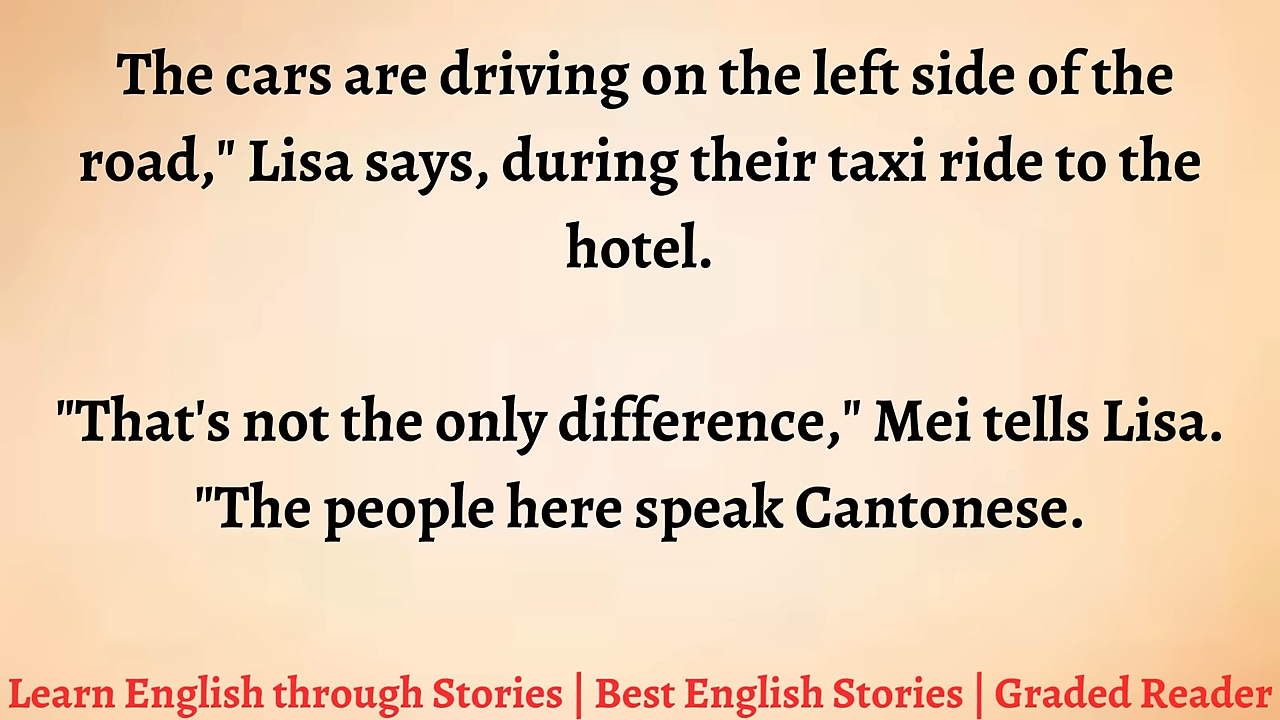 The cars are driving on the left side of the
road," Lisa says, during their taxi ride to the
hotel.
"That's not the only difference," Mei tells Lisa.
"The people here speak Cantonese.
Learn English through Stories | Best English Stories | Graded Reader